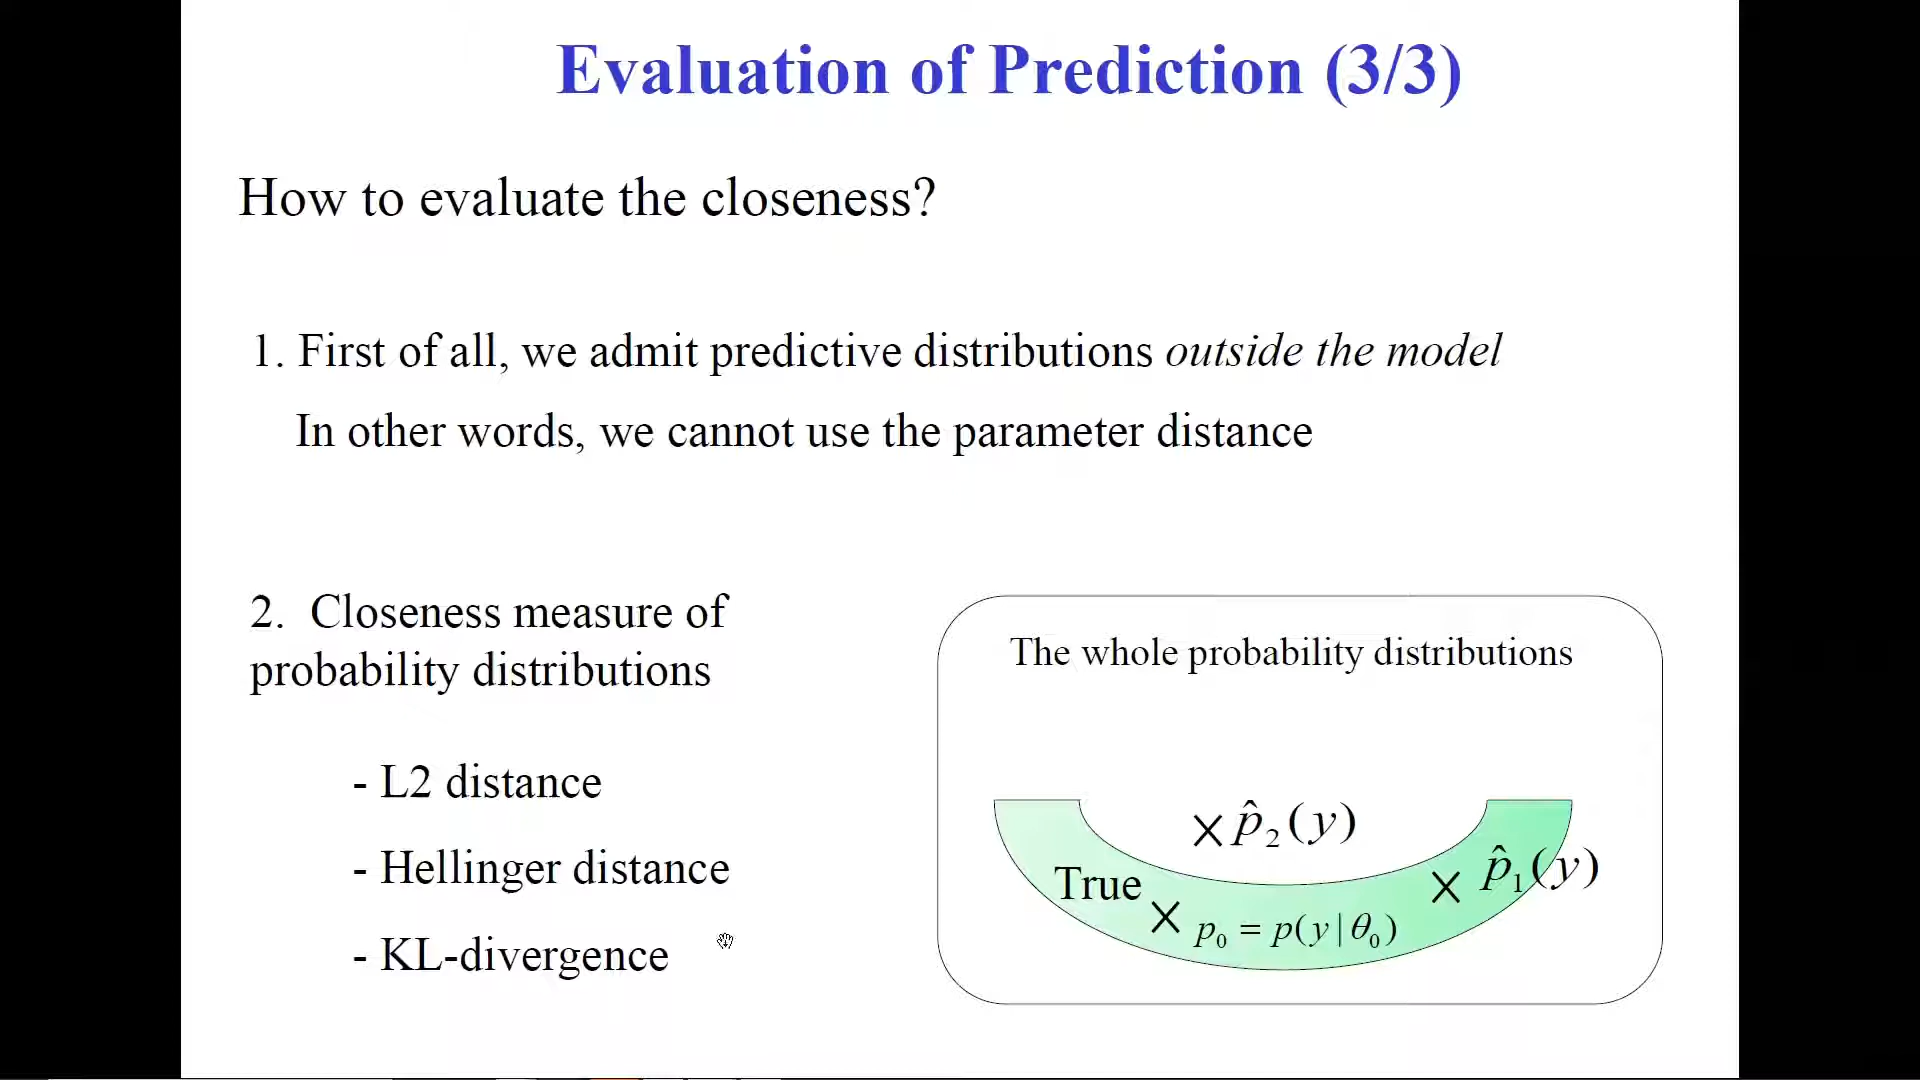 Evaluation of Prediction (3/3)
How to evaluate the closeness?
1. First of all, we admit predictive distributions outside the model
In other words, we cannot use the parameter distance
2. Closeness measure of
probability distributions
- L2 distance
- Hellinger distance
- KL-divergence
The whole probability distributions
× p̂₂(y)
True
× p̂₁(y)
× p₀ = p(y|θ₀)